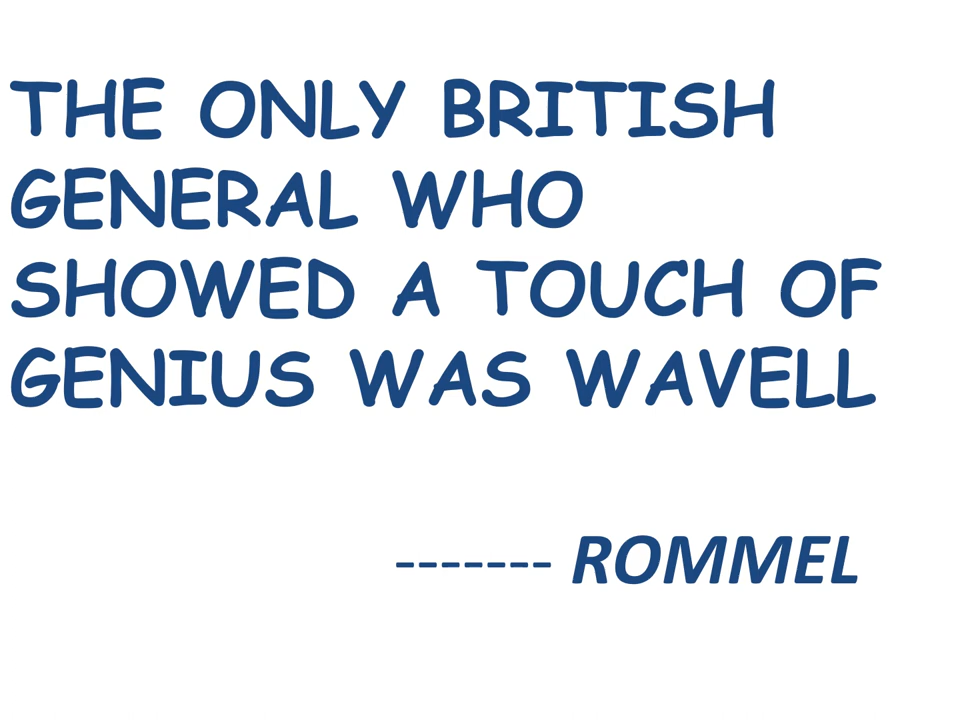 THE ONLY BRITISH
GENERAL WHO
SHOWED A TOUCH OF
GENIUS WAS WAVELL
------- ROMMEL